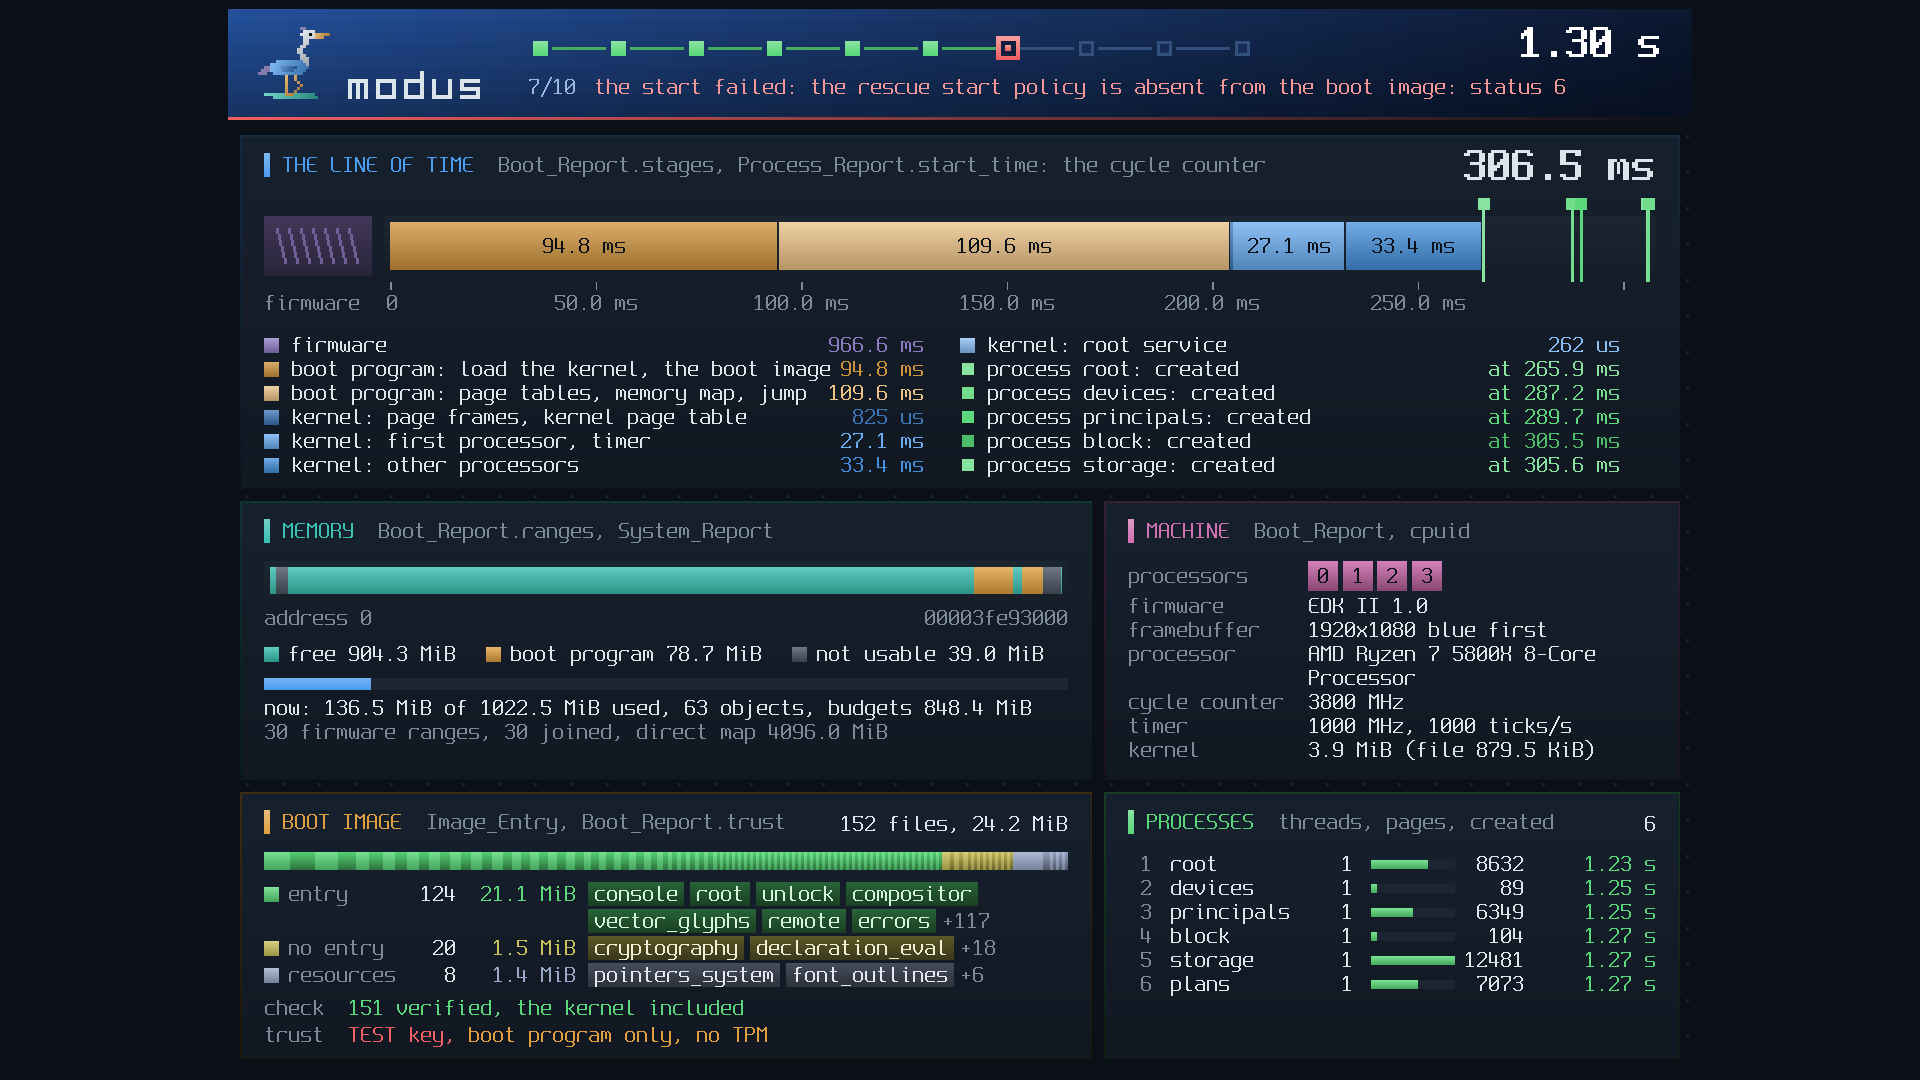 modus
7/10 the start failed: the rescue start policy is absent from the boot image: status 6
1.30 s
THE LINE OF TIME Boot_Report.stages, Process_Report.start_time: the cycle counter 306.5 ms
94.8 ms 109.6 ms 27.1 ms 33.4 ms
firmware 0 50.0 ms 100.0 ms 150.0 ms 200.0 ms 250.0 ms
firmware 966.6 ms
boot program: load the kernel, the boot image 94.8 ms
boot program: page tables, memory map, jump 109.6 ms
kernel: page frames, kernel page table 825 us
kernel: first processor, timer 27.1 ms
kernel: other processors 33.4 ms
kernel: root service 262 us
process root: created at 265.9 ms
process devices: created at 287.2 ms
process principals: created at 289.7 ms
process block: created at 305.5 ms
process storage: created at 305.6 ms
MEMORY Boot_Report.ranges, System_Report
address 0 00003fe93000
free 904.3 MiB boot program 78.7 MiB not usable 39.0 MiB
now: 136.5 MiB of 1022.5 MiB used, 63 objects, budgets 848.4 MiB
30 firmware ranges, 30 joined, direct map 4096.0 MiB
MACHINE Boot_Report, cpuid
processors 0 1 2 3
firmware EDK II 1.0
framebuffer 1920x1080 blue first
processor AMD Ryzen 7 5800X 8-Core
Processor
cycle counter 3800 MHz
timer 1000 MHz, 1000 ticks/s
kernel 3.9 MiB (file 879.5 KiB)
BOOT IMAGE Image_Entry, Boot_Report.trust 152 files, 24.2 MiB
entry 124 21.1 MiB console root unlock compositor
vector_glyphs remote errors +117
no entry 20 1.5 MiB cryptography declaration_eval +18
resources 8 1.4 MiB pointers_system font_outlines +6
check 151 verified, the kernel included
trust TEST key, boot program only, no TPM
PROCESSES threads, pages, created 6
1 root 1 8632 1.23 s
2 devices 1 89 1.25 s
3 principals 1 6349 1.25 s
4 block 1 104 1.27 s
5 storage 1 12481 1.27 s
6 plans 1 7073 1.27 s